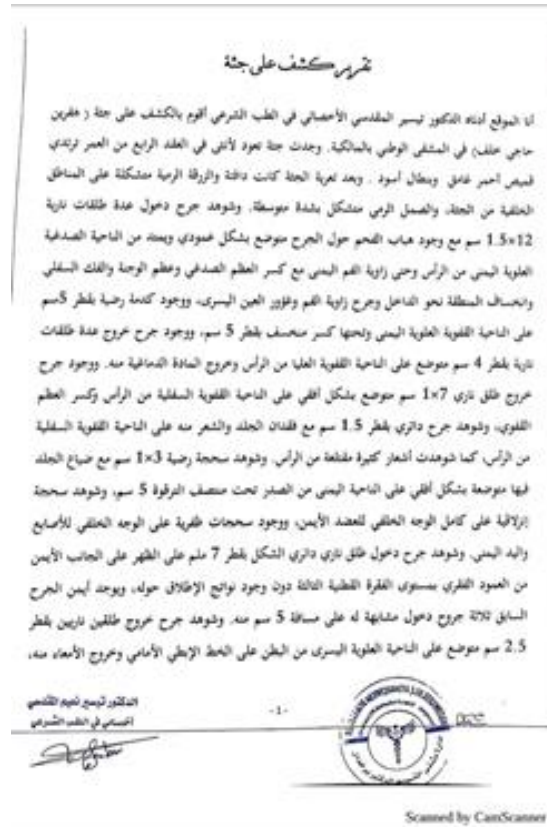 تقرير كشف على جثة
أنا الموقع أدناه الدكتور تيسير المقدسي الأخصائي في الطب الشرعي أقوم بالكشف على جثة ( هفرين
حاجي خلف) في المشفى الوطني بالمالكية. وجدت جثة تعود لأنثى في العقد الرابع من العمر ترتدي
قميص أحمر غامق وبنطال أسود . وبعد تعرية الجثة كانت دافئة والزرقة الرمية متشكلة على المناطق
الخلفية من الجثة، والصمل الرمي متشكل بشدة متوسطة. وشوهد جرح دخول عدة طلقات نارية
12×1.5 سم مع وجود هباب الفحم حول الجرح متوضع بشكل عمودي ويمتد من الناحية الصدغية
العلوية اليمنى من الرأس وحتى زاوية الفم اليمنى مع كسر العظم الصدغي وعظم الوجنة والفك السفلي
وانخساف المنطقة نحو الداخل وجرح زاوية الفم وغؤور العين اليسرى، ووجود كدمة رضية بقطر 5سم
على الناحية القفوية العلوية اليمنى وتحتها كسر منخسف بقطر 5 سم، ووجود جرح خروج عدة طلقات
نارية بقطر 4 سم متوضع على الناحية القفوية العليا من الرأس وخروج المادة الدماغية منه. ووجود جرح
خروج طلق ناري 7×1 سم متوضع بشكل أفقي على الناحية القفوية السفلية من الرأس وكسر العظم
القفوي، وشوهد جرح دائري بقطر 1.5 سم مع فقدان الجلد والشعر منه على الناحية القفوية السفلية
من الرأس، كما شوهدت أشعار كثيرة مقتلعة من الرأس. وشوهد سحجة رضية 3×1 سم مع ضياع الجلد
فيها متوضعة بشكل أفقي على الناحية اليمنى من الصدر تحت منتصف الترقوة 5 سم، وشوهد سحجة
إنزلاقية على كامل الوجه الخلفي للعضد الأيمن، ووجود سحجات ظفرية على الوجه الخلفي للأصابع
واليد اليمنى. وشوهد جرح دخول طلق ناري دائري الشكل بقطر 7 ملم على الظهر على الجانب الأيمن
من العمود الفقري بمستوى الفقرة القطنية الثالثة دون وجود نواتج الإطلاق حوله، ويوجد أيمن الجرح
السابق ثلاثة جروح دخول مشابهة له على مسافة 5 سم منه. وشوهد جرح خروج طلقين ناريين بقطر
2.5 سم متوضع على الناحية العلوية اليسرى من البطن على الخط الإبطي الأمامي وخروج الأمعاء منه،
الدكتور تيسير نعيم المقدسي
-1-
إختصاصي في الطب الشرعي
Scanned by CamScanner